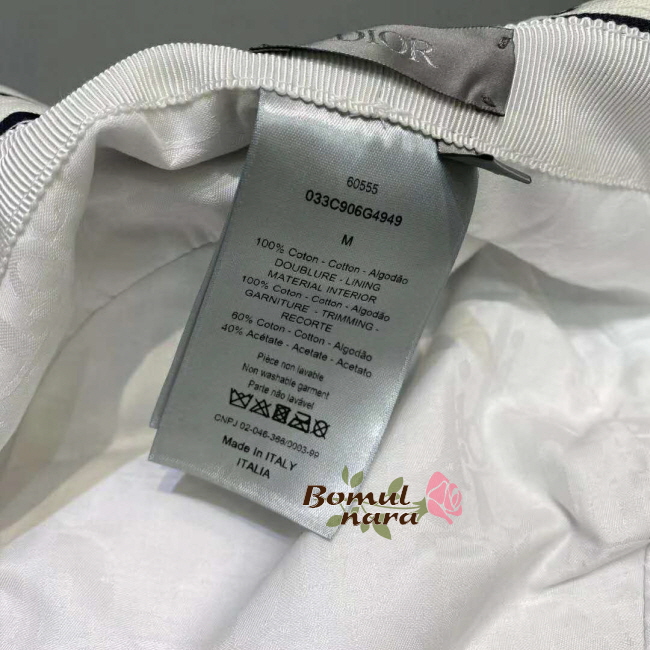 DIOR
60555
033C906G4949
M
100% Coton - Cotton - Algodão
DOUBLURE - LINING
MATERIAL INTERIOR
100% Coton - Cotton - Algodão
GARNITURE - TRIMMING -
RECORTE
60% Coton - Cotton - Algodão
40% Acétate - Acetate - Acetato
Pièce non lavable
Non washable garment
Parte não lavável
CNPJ 02-046-366/0003-99
Made in ITALY
ITALIA
Bomul
nara